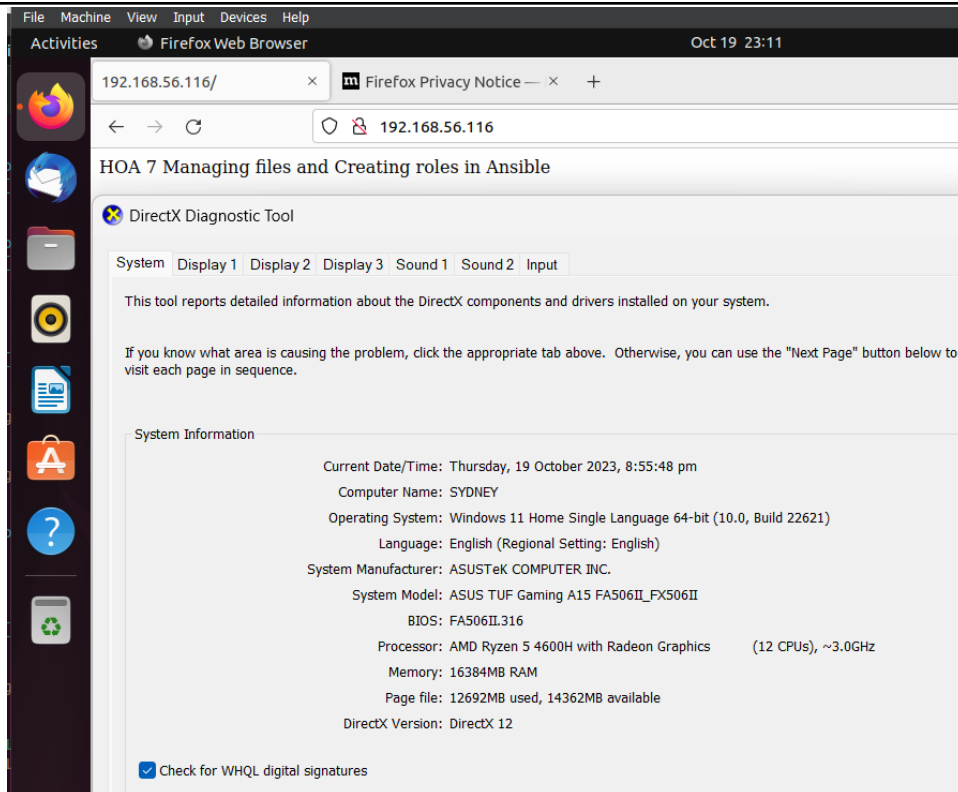 File Machine View Input Devices Help
Activities Firefox Web Browser Oct 19 23:11
192.168.56.116/ × m Firefox Privacy Notice — × +
192.168.56.116
HOA 7 Managing files and Creating roles in Ansible
DirectX Diagnostic Tool
System Display 1 Display 2 Display 3 Sound 1 Sound 2 Input
This tool reports detailed information about the DirectX components and drivers installed on your system.
If you know what area is causing the problem, click the appropriate tab above. Otherwise, you can use the "Next Page" button below to
visit each page in sequence.
System Information
Current Date/Time: Thursday, 19 October 2023, 8:55:48 pm
Computer Name: SYDNEY
Operating System: Windows 11 Home Single Language 64-bit (10.0, Build 22621)
Language: English (Regional Setting: English)
System Manufacturer: ASUSTeK COMPUTER INC.
System Model: ASUS TUF Gaming A15 FA506II_FX506II
BIOS: FA506II.316
Processor: AMD Ryzen 5 4600H with Radeon Graphics (12 CPUs), ~3.0GHz
Memory: 16384MB RAM
Page file: 12692MB used, 14362MB available
DirectX Version: DirectX 12
Check for WHQL digital signatures